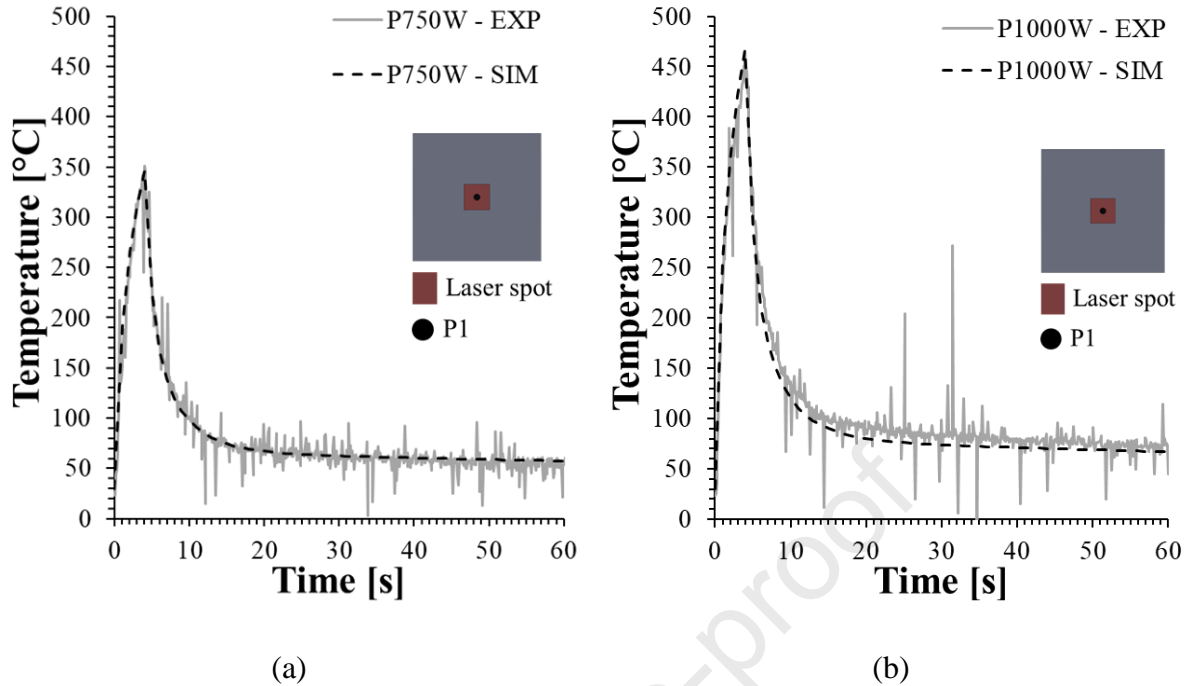 500
450
400
350
300
250
200
150
100
50
0
Temperature [°C]
P750W - EXP
P750W - SIM
Laser spot
P1
0 10 20 30 40 50 60
Time [s]
(a)
500
450
400
350
300
250
200
150
100
50
0
Temperature [°C]
P1000W - EXP
P1000W - SIM
Laser spot
P1
0 10 20 30 40 50 60
Time [s]
(b)
-proof